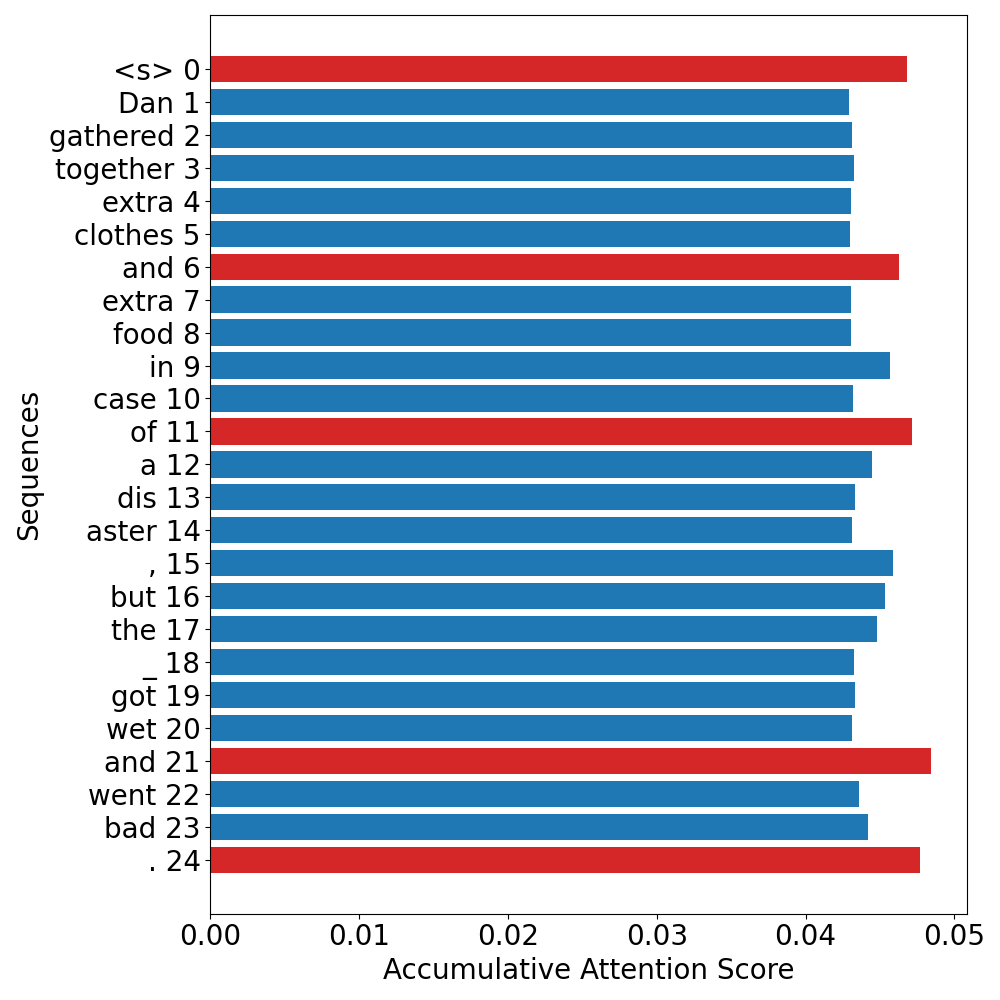 <s> 0
Dan 1
gathered 2
together 3
extra 4
clothes 5
and 6
extra 7
food 8
in 9
case 10
of 11
a 12
dis 13
aster 14
, 15
but 16
the 17
_ 18
got 19
wet 20
and 21
went 22
bad 23
. 24
Sequences
0.00 0.01 0.02 0.03 0.04 0.05
Accumulative Attention Score